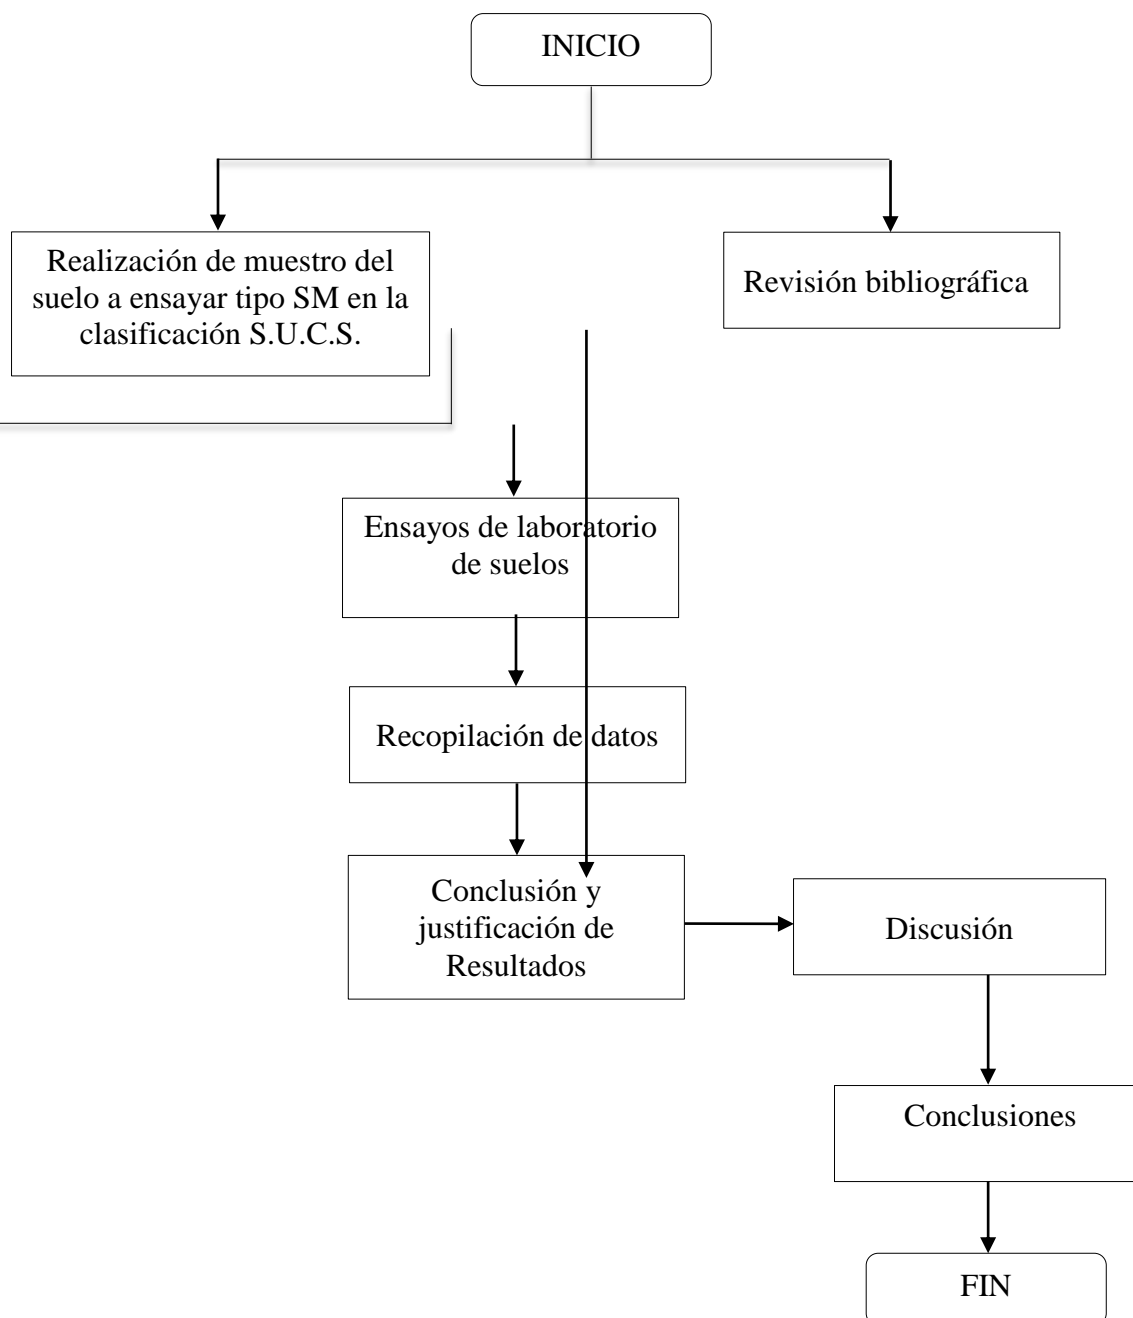 INICIO
Realización de muestro del
suelo a ensayar tipo SM en la
clasificación S.U.C.S.
Revisión bibliográfica
Ensayos de laboratorio
de suelos
Recopilación de datos
Conclusión y
justificación de
Resultados
Discusión
Conclusiones
FIN